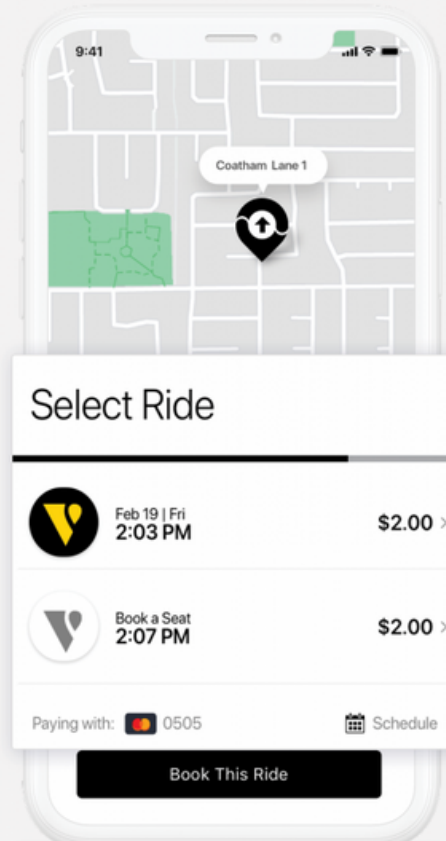 9:41
Coatham Lane 1
Select Ride
Feb 19 | Fri
2:03 PM
$2.00
Book a Seat
2:07 PM
$2.00
Paying with: 0505
Schedule
Book This Ride